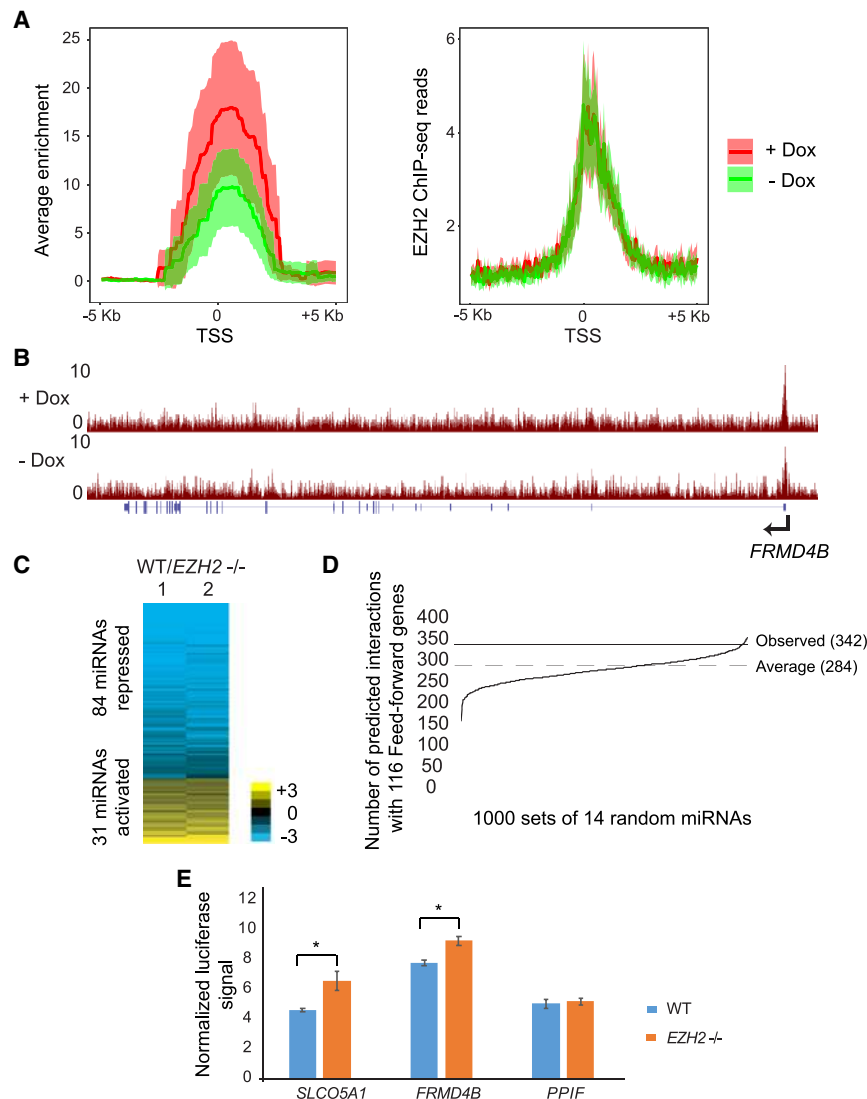 A
Average enrichment
25
20
15
10
5
0
-5 Kb
0
+5 Kb
TSS
EZH2 ChIP-seq reads
6
4
2
-5 Kb
0
+5 Kb
TSS
+ Dox
- Dox
B
10
+ Dox
0
10
- Dox
0
FRMD4B
C
WT/EZH2 -/-
1 2
84 miRNAs
repressed
31 miRNAs
activated
+3
0
-3
D
Number of predicted interactions
with 116 Feed-forward genes
400
350
300
250
200
150
100
50
0
Observed (342)
Average (284)
1000 sets of 14 random miRNAs
E
Normalized luciferase
signal
12
10
8
6
4
2
0
*
*
SLCO5A1
FRMD4B
PPIF
WT
EZH2 -/-